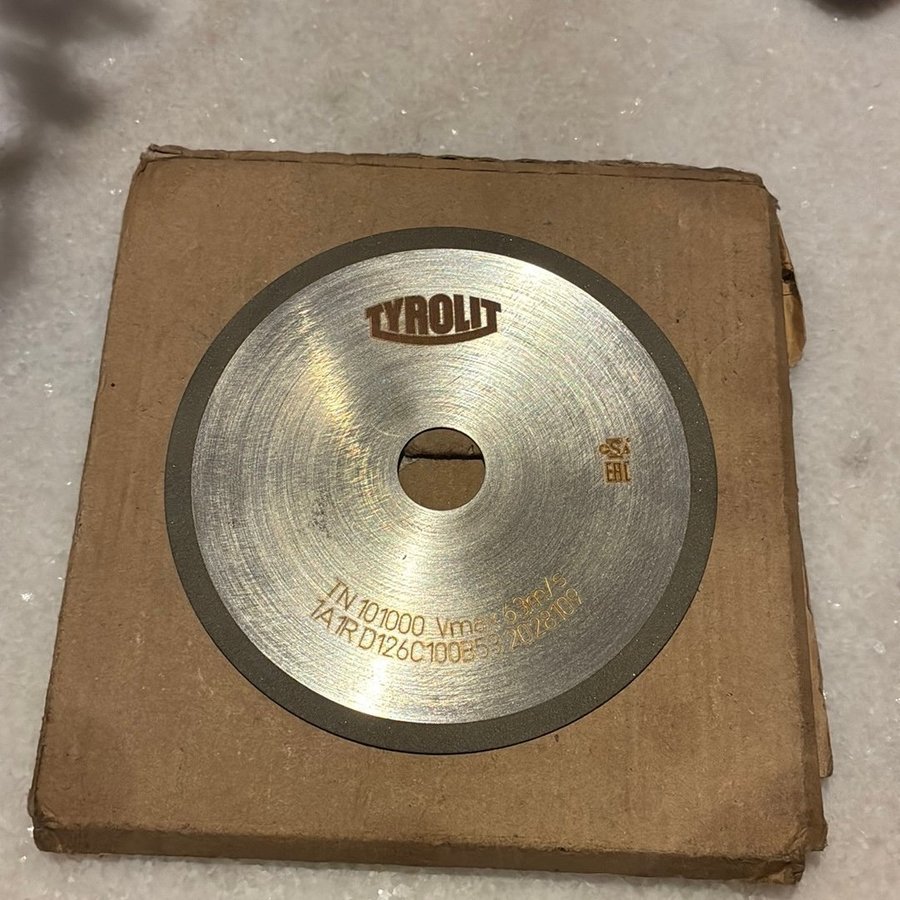 TYROLIT
EAC
TN 101000 Vmax 63m/s
1A1R D126C100B53 2028109